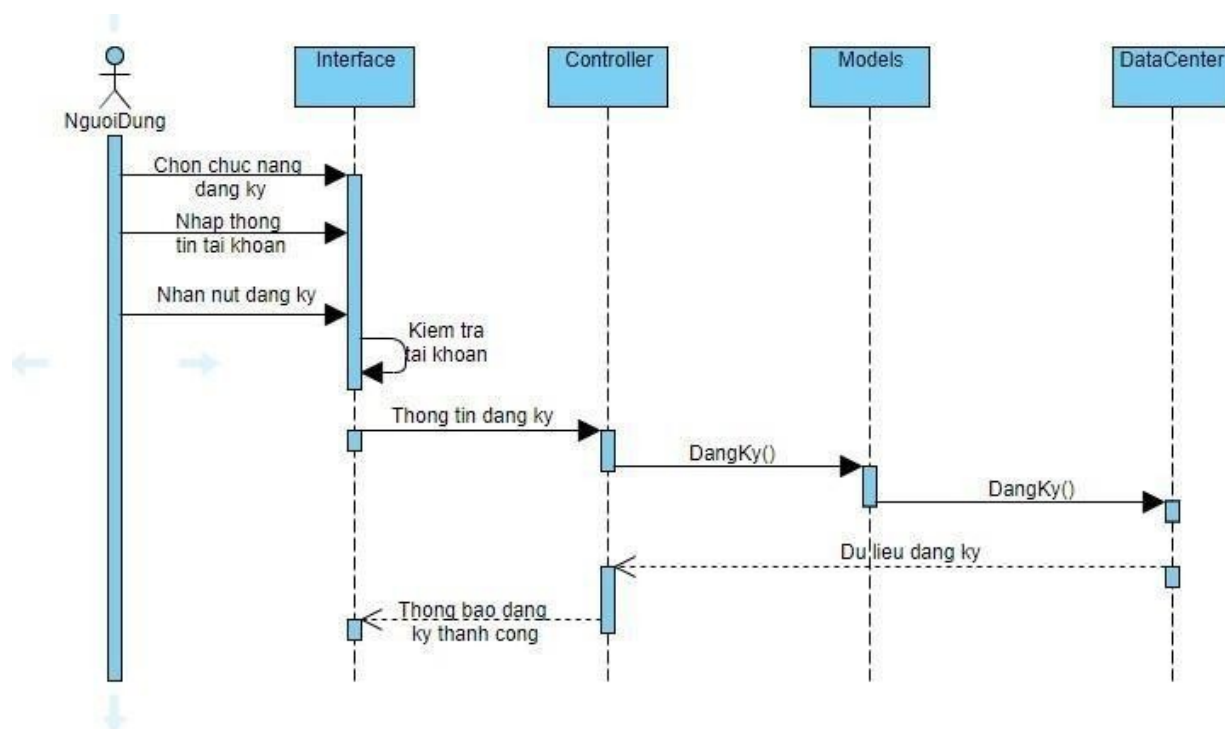 Interface
Controller
Models
DataCenter
NguoiDung
Chon chuc nang
dang ky
Nhap thong
tin tai khoan
Nhan nut dang ky
Kiem tra
tai khoan
Thong tin dang ky
DangKy()
DangKy()
Du lieu dang ky
Thong bao dang
ky thanh cong